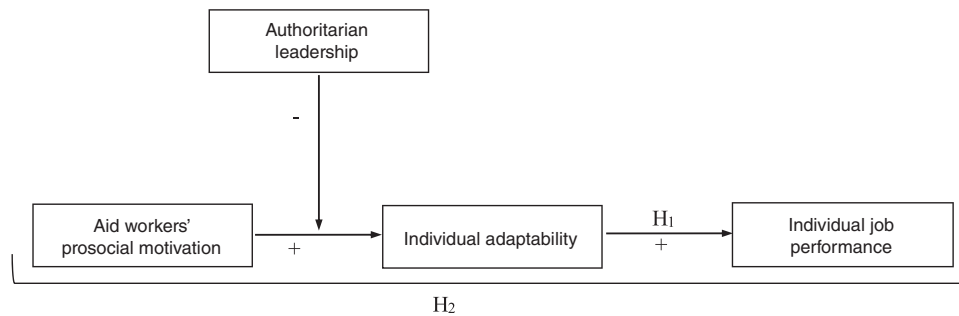 Authoritarian
leadership
-
Aid workers'
prosocial motivation
+
Individual adaptability
H₁
+
Individual job
performance
H₂